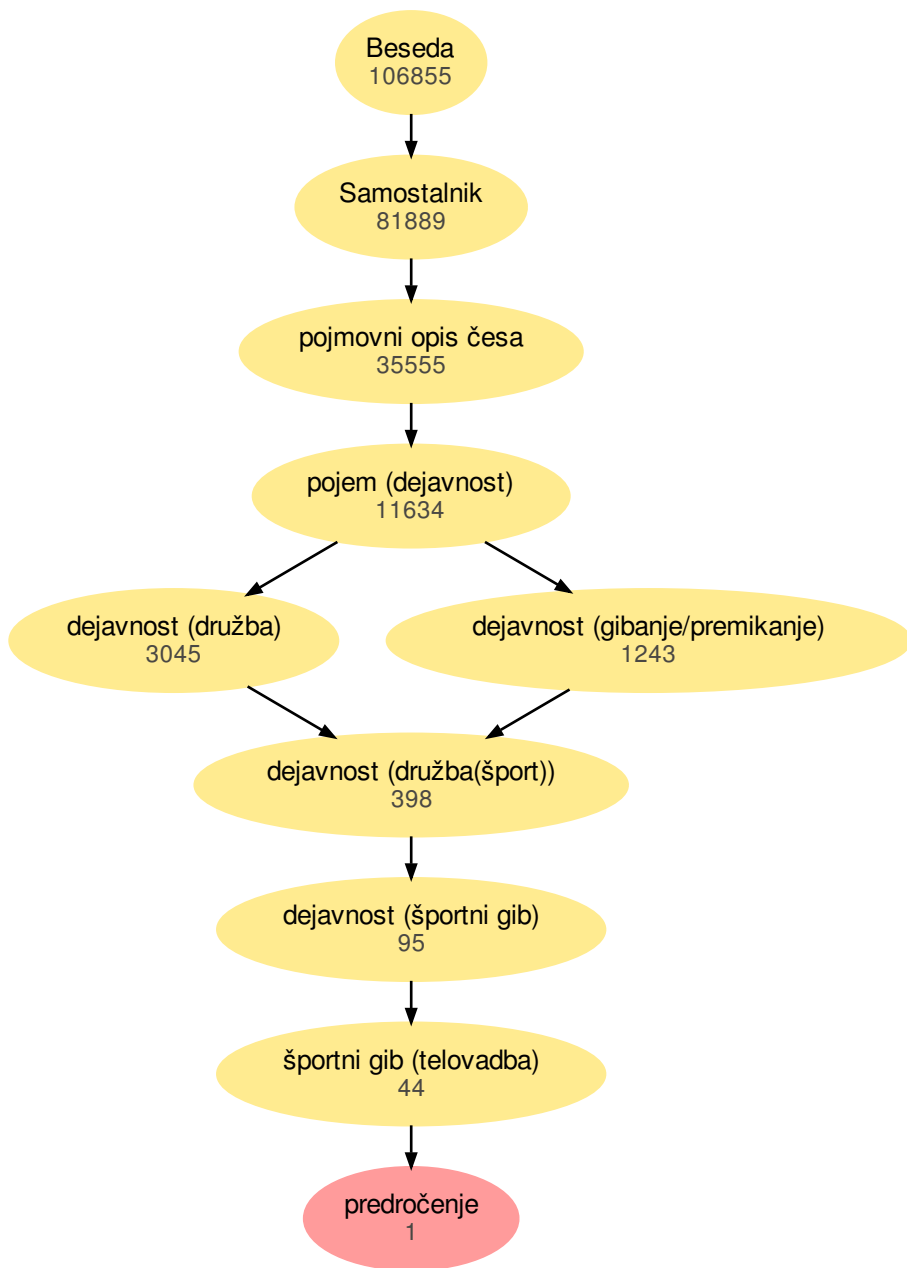 Beseda
106855
Samostalnik
81889
pojmovni opis česa
35555
pojem (dejavnost)
11634
dejavnost (družba)
3045
dejavnost (gibanje/premikanje)
1243
dejavnost (družba(šport))
398
dejavnost (športni gib)
95
športni gib (telovadba)
44
predročenje
1